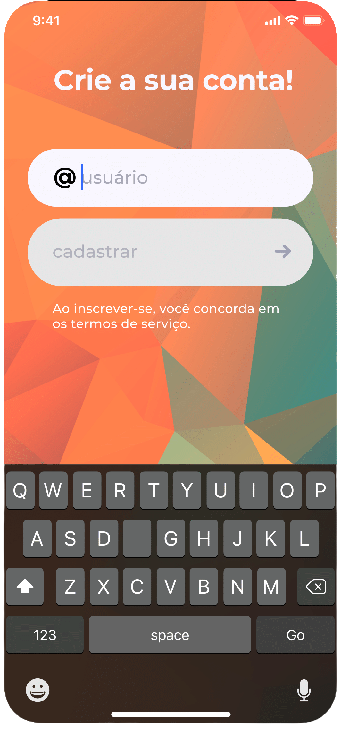 9:41
Crie a sua conta!
@ usuário
cadastrar
Ao inscrever-se, você concorda em
os termos de serviço.
Q W E R T Y U I O P
A S D G H J K L
Z X C V B N M
123 space Go